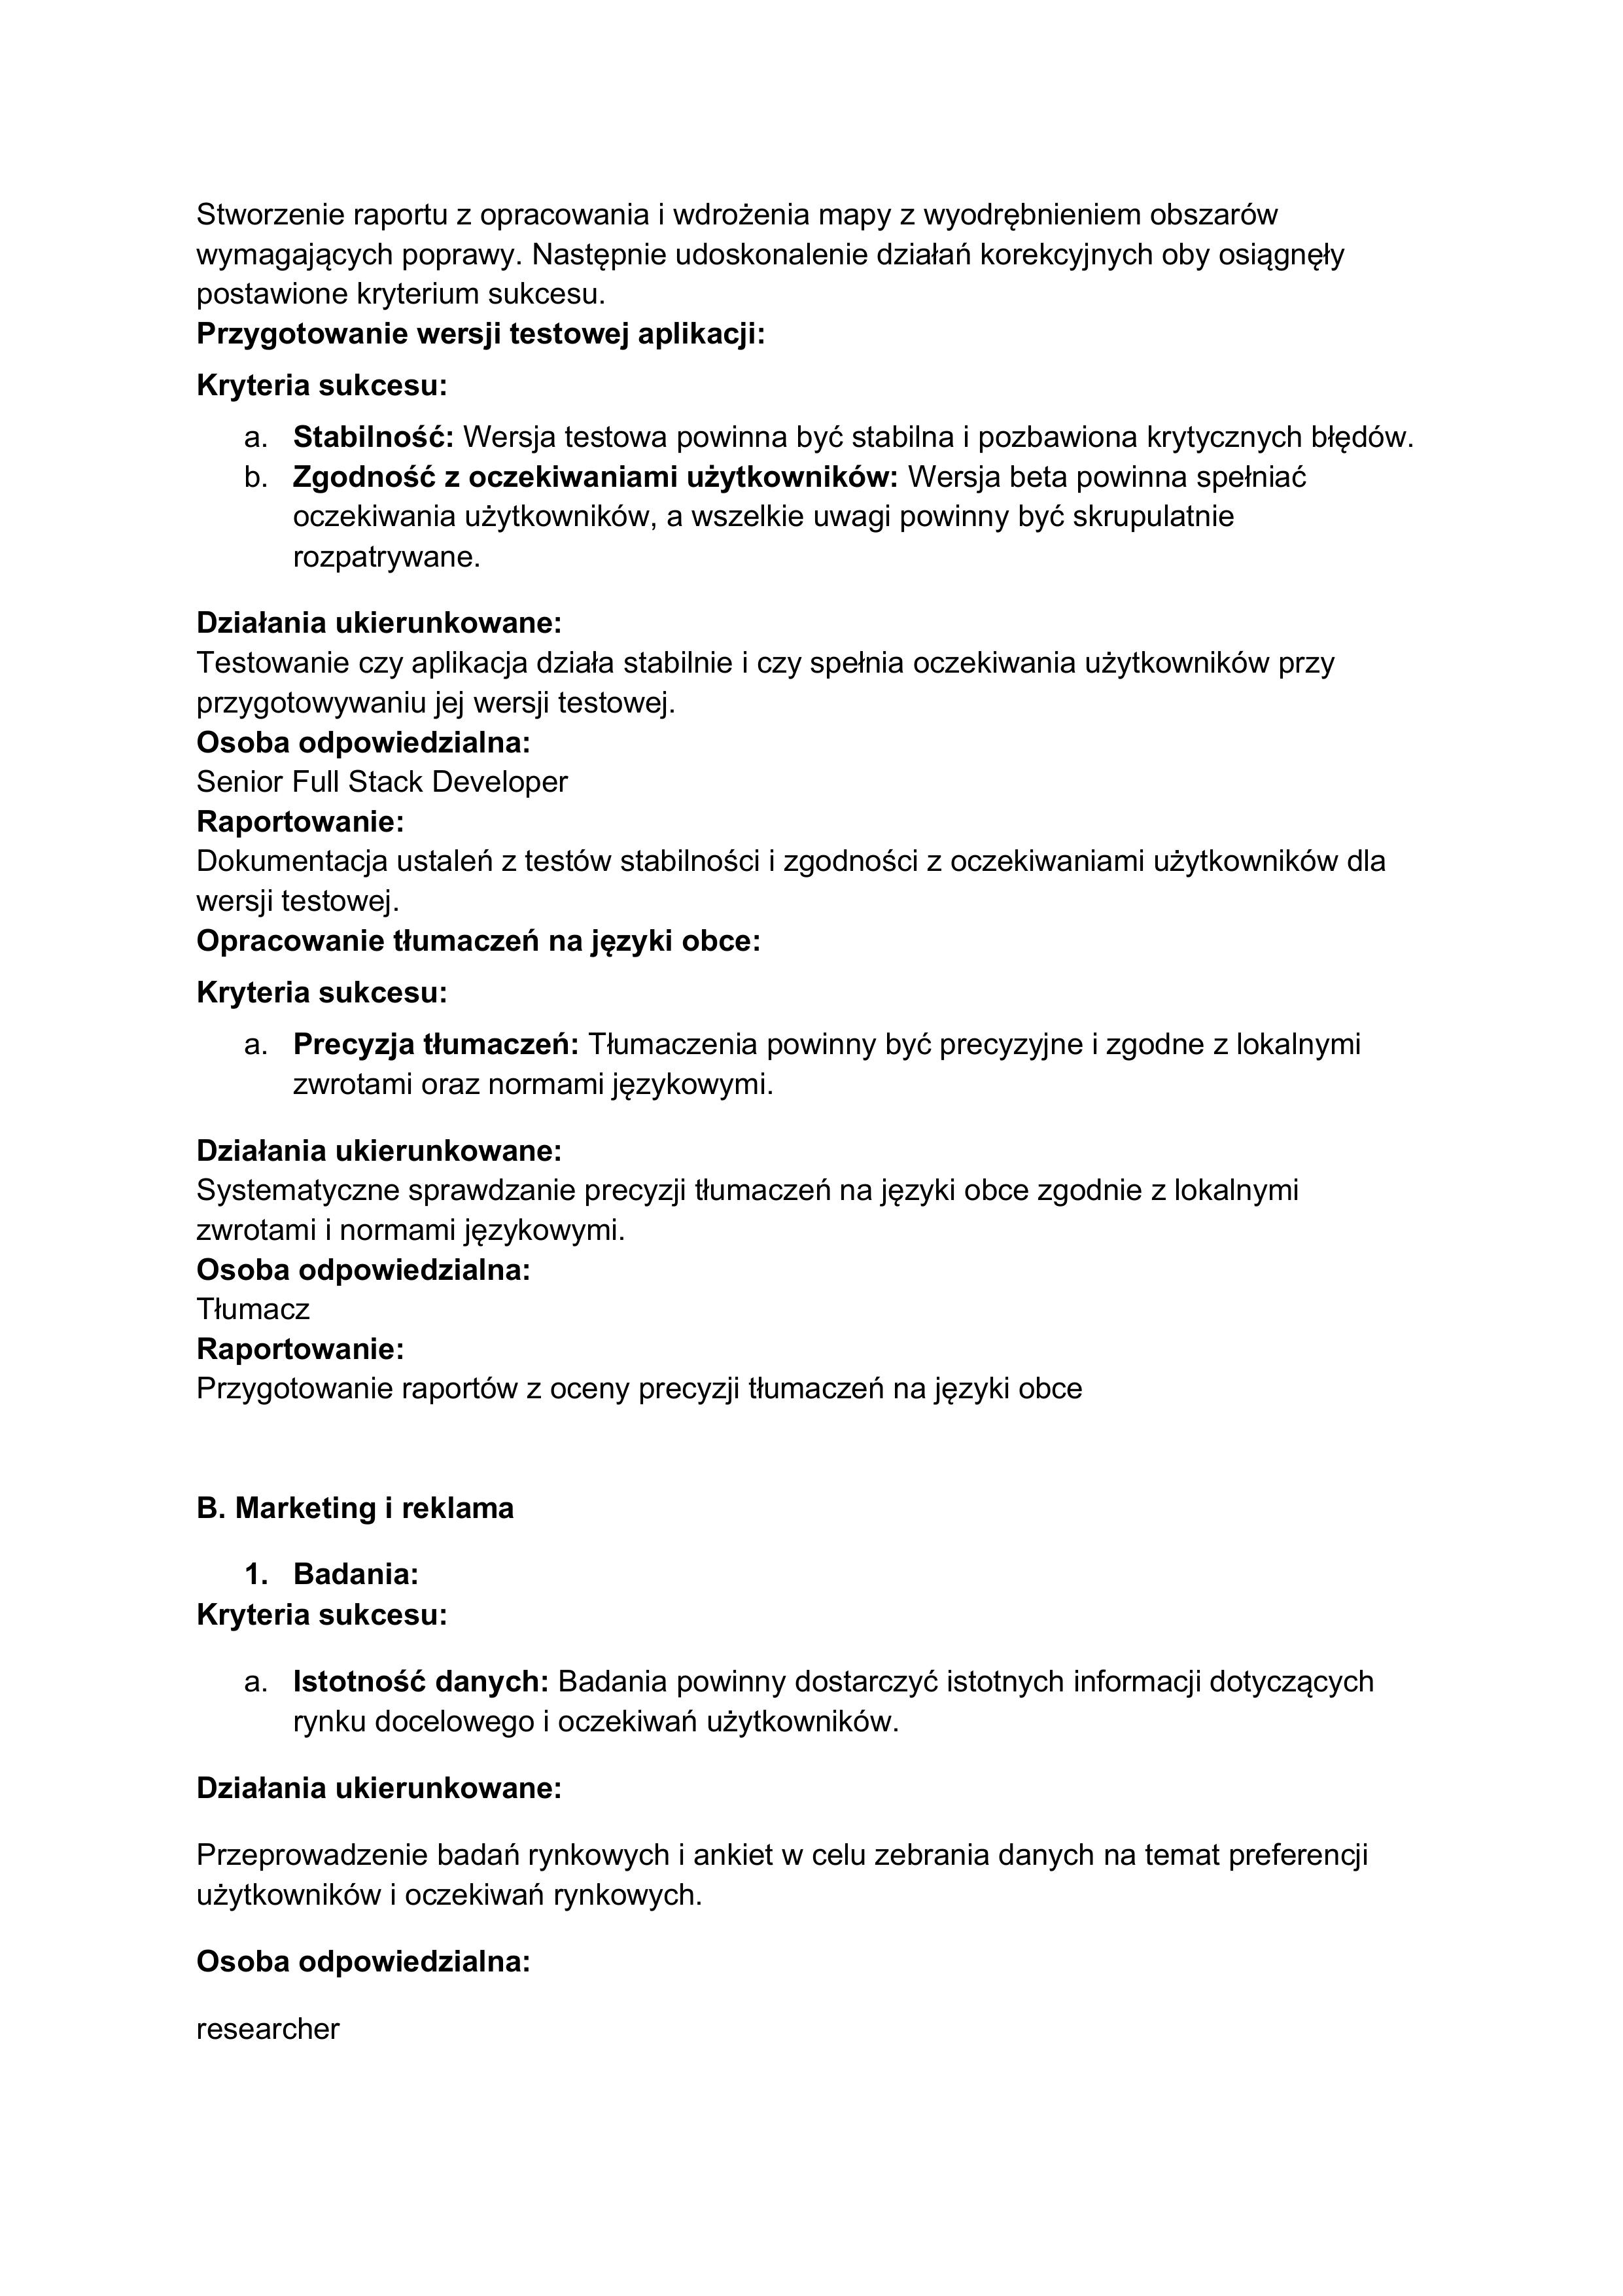 Stworzenie raportu z opracowania i wdrożenia mapy z wyodrębnieniem obszarów
wymagających poprawy. Następnie udoskonalenie działań korekcyjnych oby osiągnęły
postawione kryterium sukcesu.
Przygotowanie wersji testowej aplikacji:
Kryteria sukcesu:
a. Stabilność: Wersja testowa powinna być stabilna i pozbawiona krytycznych błędów.
b. Zgodność z oczekiwaniami użytkowników: Wersja beta powinna spełniać
oczekiwania użytkowników, a wszelkie uwagi powinny być skrupulatnie
rozpatrywane.
Działania ukierunkowane:
Testowanie czy aplikacja działa stabilnie i czy spełnia oczekiwania użytkowników przy
przygotowywaniu jej wersji testowej.
Osoba odpowiedzialna:
Senior Full Stack Developer
Raportowanie:
Dokumentacja ustaleń z testów stabilności i zgodności z oczekiwaniami użytkowników dla
wersji testowej.
Opracowanie tłumaczeń na języki obce:
Kryteria sukcesu:
a. Precyzja tłumaczeń: Tłumaczenia powinny być precyzyjne i zgodne z lokalnymi
zwrotami oraz normami językowymi.
Działania ukierunkowane:
Systematyczne sprawdzanie precyzji tłumaczeń na języki obce zgodnie z lokalnymi
zwrotami i normami językowymi.
Osoba odpowiedzialna:
Tłumacz
Raportowanie:
Przygotowanie raportów z oceny precyzji tłumaczeń na języki obce
B. Marketing i reklama
1. Badania:
Kryteria sukcesu:
a. Istotność danych: Badania powinny dostarczyć istotnych informacji dotyczących
rynku docelowego i oczekiwań użytkowników.
Działania ukierunkowane:
Przeprowadzenie badań rynkowych i ankiet w celu zebrania danych na temat preferencji
użytkowników i oczekiwań rynkowych.
Osoba odpowiedzialna:
researcher